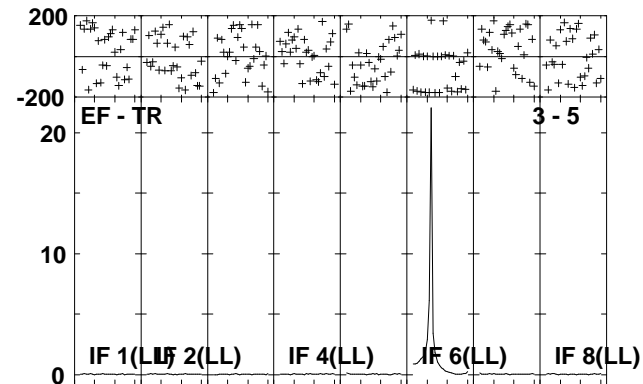 200
-200
EF - TR
3 - 5
20
10
0
IF 1(LL)
IF 2(LL)
IF 4(LL)
IF 6(LL)
IF 8(LL)